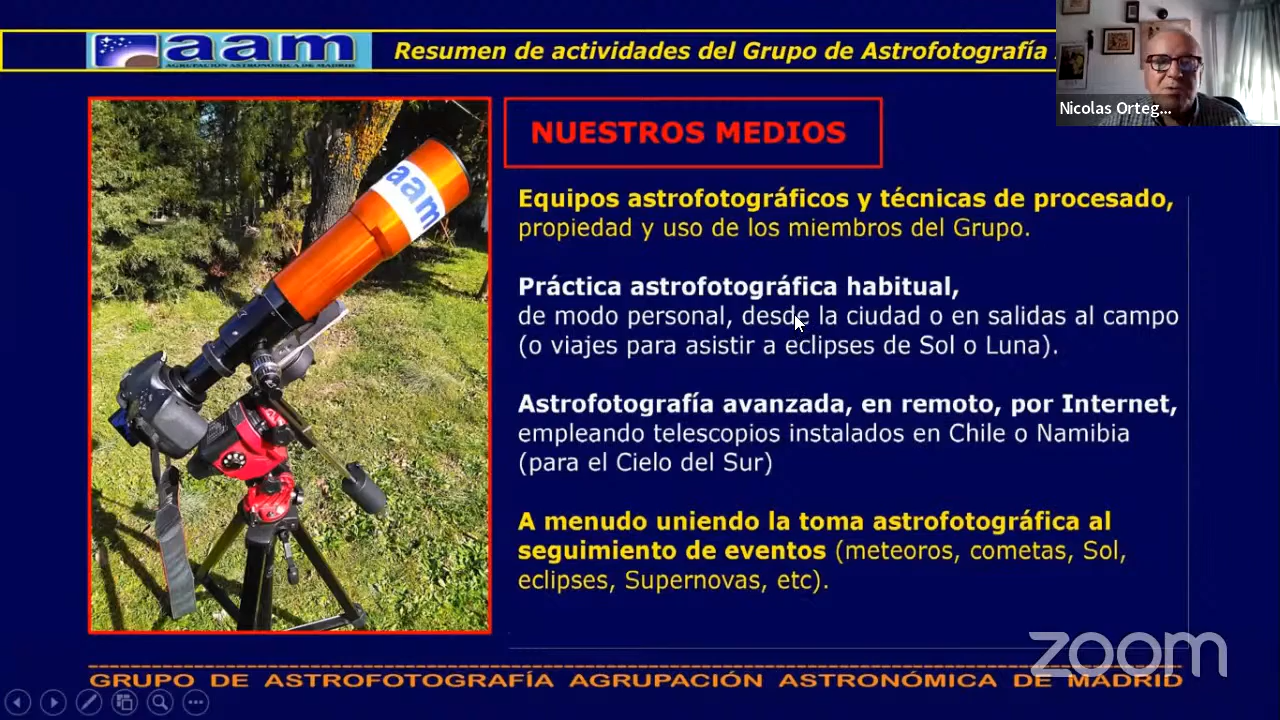 aam
AGRUPACIÓN ASTRONÓMICA DE MADRID
Resumen de actividades del Grupo de Astrofotografía
Nicolas Orteg...
aam
NUESTROS MEDIOS
Equipos astrofotográficos y técnicas de procesado,
propiedad y uso de los miembros del Grupo.
Práctica astrofotográfica habitual,
de modo personal, desde la ciudad o en salidas al campo
(o viajes para asistir a eclipses de Sol o Luna).
Astrofotografía avanzada, en remoto, por Internet,
empleando telescopios instalados en Chile o Namibia
(para el Cielo del Sur)
A menudo uniendo la toma astrofotográfica al
seguimiento de eventos (meteoros, cometas, Sol,
eclipses, Supernovas, etc).
zoom
GRUPO DE ASTROFOTOGRAFÍA AGRUPACIÓN ASTRONÓMICA DE MADRID